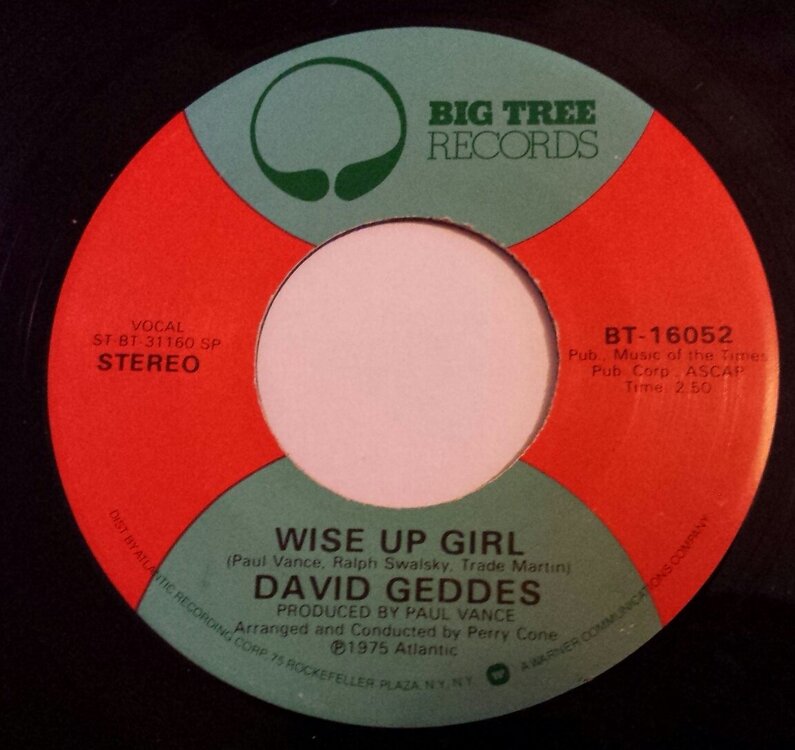 BIG TREE
RECORDS
VOCAL
ST-BT-31160 SP
STEREO
BT-16052
Pub., Music of the Times
Pub. Corp., ASCAP
Time: 2:50
WISE UP GIRL
(Paul Vance, Ralph Swalsky, Trade Martin)
DAVID GEDDES
PRODUCED BY PAUL VANCE
Arranged and Conducted by Perry Cone
℗1975 Atlantic
DIST BY ATLANTIC RECORDING CORP 75 ROCKEFELLER PLAZA, N.Y. N.Y. W A WARNER COMMUNICATIONS COMPANY